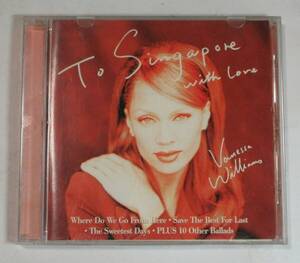 To Singapore
with Love
Vanessa
Williams
Where Do We Go From Here • Save The Best For Last
• The Sweetest Days • PLUS 10 Other Ballads